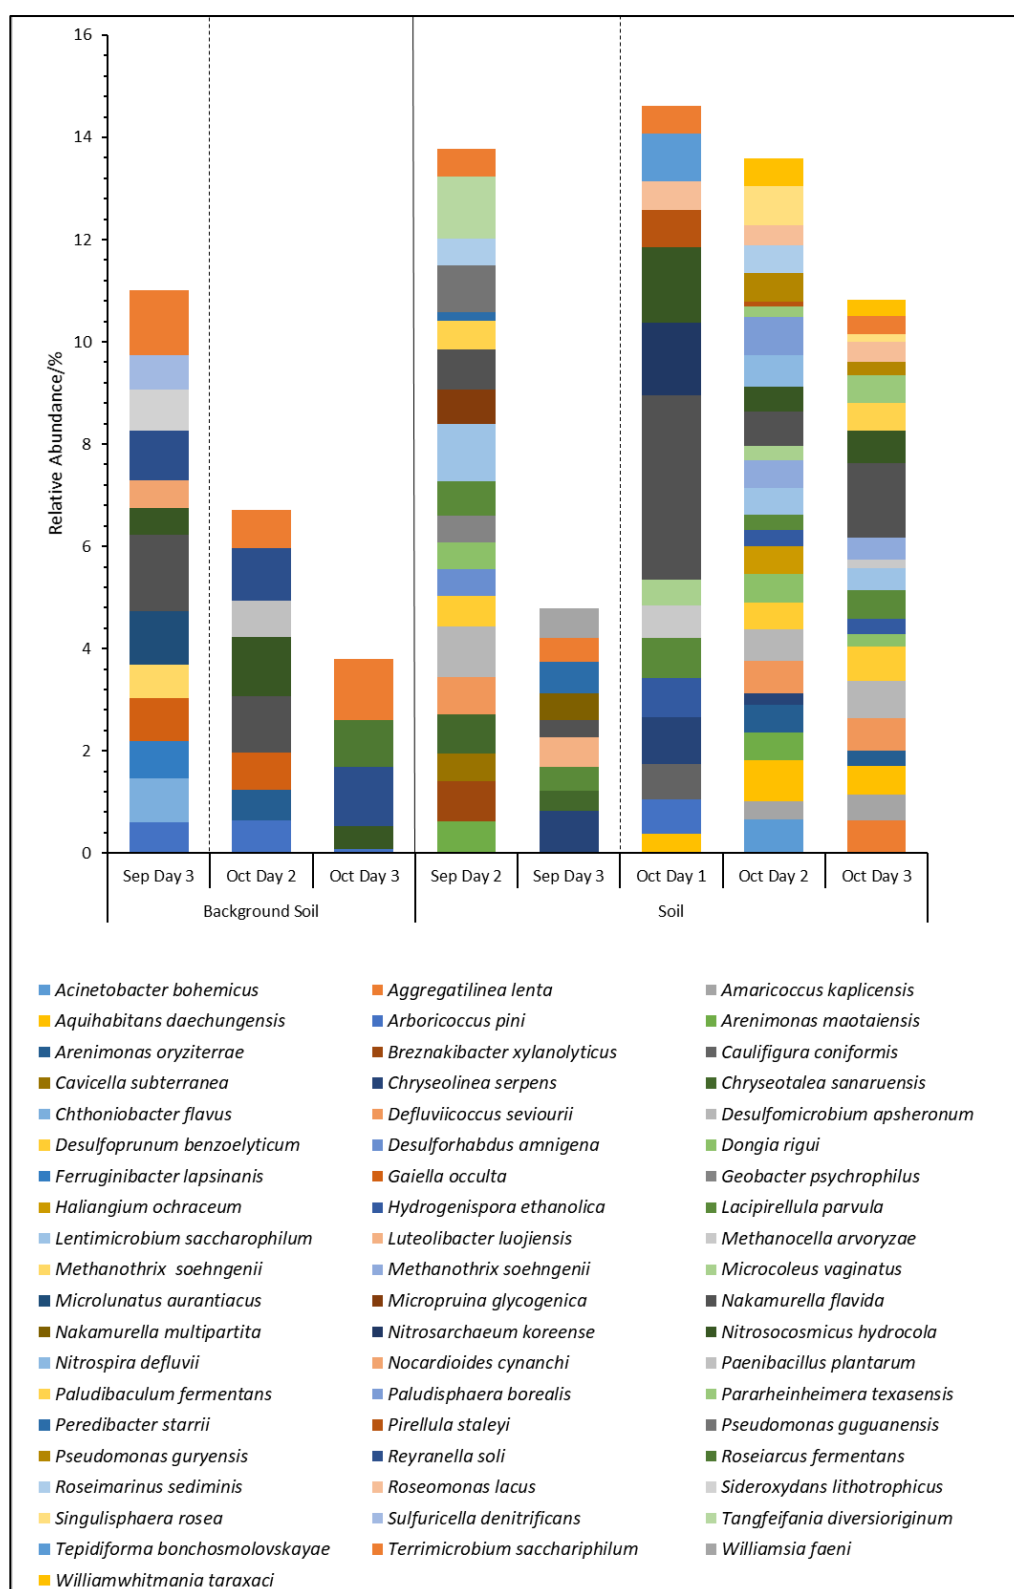 16
14
12
10
8
6
4
2
0
Relative Abundance/%
Sep Day 3 Oct Day 2 Oct Day 3 Sep Day 2 Sep Day 3 Oct Day 1 Oct Day 2 Oct Day 3
Background Soil Soil
Acinetobacter bohemicus Aggregatilinea lenta Amaricoccus kaplicensis
Aquihabitans daechungensis Arboricoccus pini Arenimonas maotaiensis
Arenimonas oryziterrae Breznakibacter xylanolyticus Caulifigura coniformis
Cavicella subterranea Chryseolinea serpens Chryseotalea sanaruensis
Chthoniobacter flavus Defluviicoccus seviourii Desulfomicrobium apsheronum
Desulfoprunum benzoelyticum Desulforhabdus amnigena Dongia rigui
Ferruginibacter lapsinanis Gaiella occulta Geobacter psychrophilus
Haliangium ochraceum Hydrogenispora ethanolica Lacipirellula parvula
Lentimicrobium saccharophilum Luteolibacter luojiensis Methanocella arvoryzae
Methanothrix soehngenii Methanothrix soehngenii Microcoleus vaginatus
Microlunatus aurantiacus Micropruina glycogenica Nakamurella flavida
Nakamurella multipartita Nitrosarchaeum koreense Nitrosocosmicus hydrocola
Nitrospira defluvii Nocardioides cynanchi Paenibacillus plantarum
Paludibaculum fermentans Paludisphaera borealis Pararheinheimera texasensis
Peredibacter starrii Pirellula staleyi Pseudomonas guguanensis
Pseudomonas guryensis Reyranella soli Roseiarcus fermentans
Roseimarinus sediminis Roseomonas lacus Sideroxydans lithotrophicus
Singulisphaera rosea Sulfuricella denitrificans Tangfeifania diversioriginum
Tepidiforma bonchosmolovskayae Terrimicrobium sacchariphilum Williamsia faeni
Williamwhitmania taraxaci